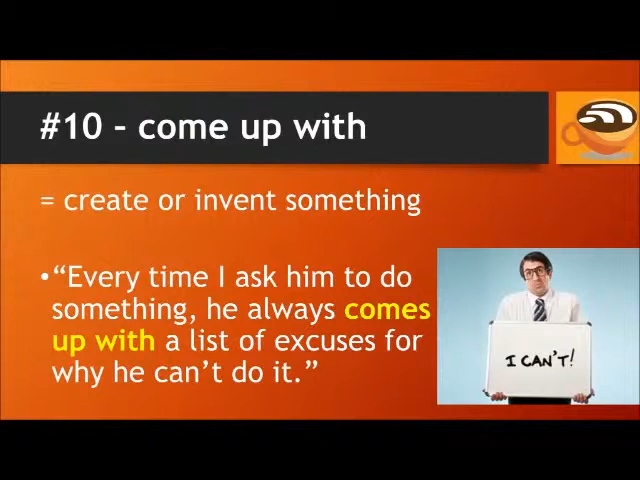 #10 – come up with
= create or invent something
•“Every time I ask him to do
something, he always comes
up with a list of excuses for
why he can’t do it.”
I CAN'T!